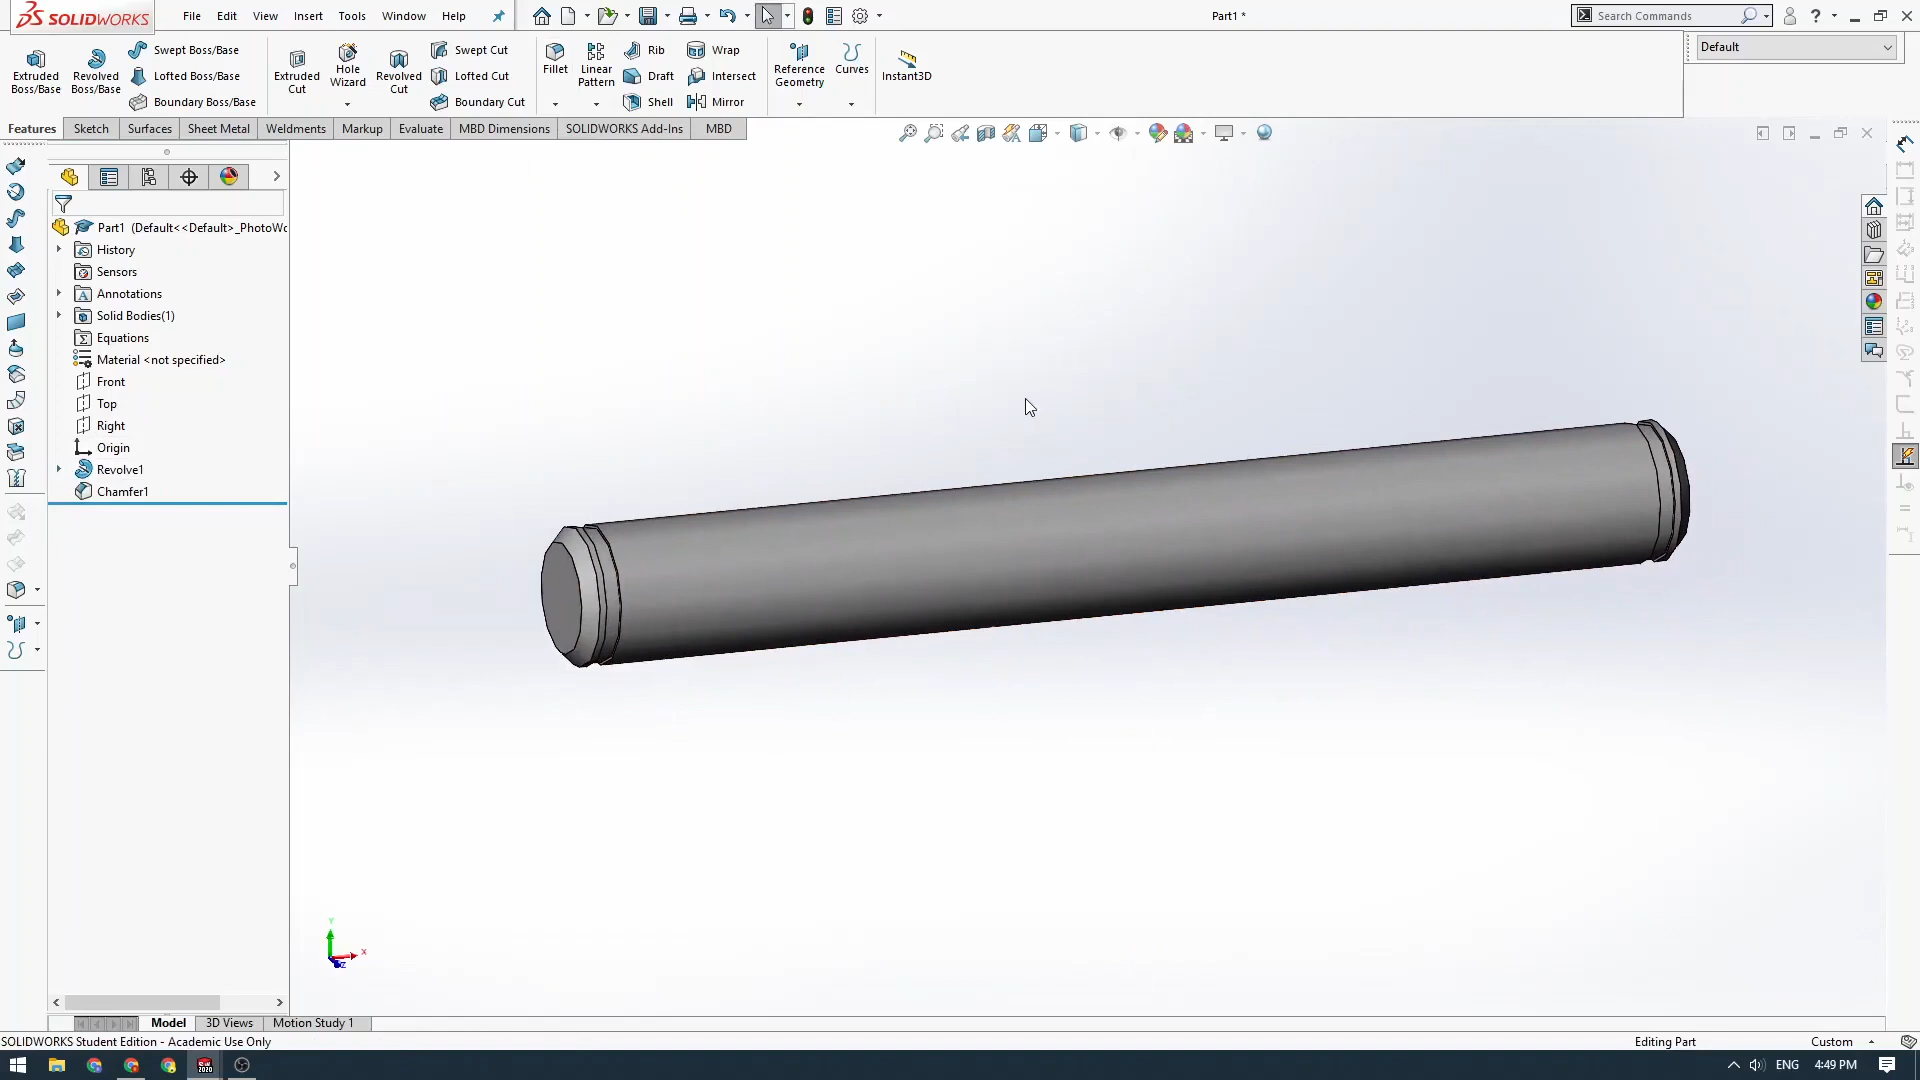 SOLIDWORKS File Edit View Insert Tools Window Help Part1 * Search Commands
Default
Extruded Boss/Base
Revolved Boss/Base
Swept Boss/Base
Lofted Boss/Base
Boundary Boss/Base
Extruded Cut
Hole Wizard
Revolved Cut
Swept Cut
Lofted Cut
Boundary Cut
Fillet
Linear Pattern
Rib
Draft
Shell
Wrap
Intersect
Mirror
Reference Geometry
Curves
Instant3D
Features Sketch Surfaces Sheet Metal Weldments Markup Evaluate MBD Dimensions SOLIDWORKS Add-Ins MBD
Part1 (Default<<Default>_PhotoWo
History
Sensors
Annotations
Solid Bodies(1)
Equations
Material <not specified>
Front
Top
Right
Origin
Revolve1
Chamfer1
Y
X
Z
Model 3D Views Motion Study 1
SOLIDWORKS Student Edition - Academic Use Only Editing Part Custom
ENG 4:49 PM